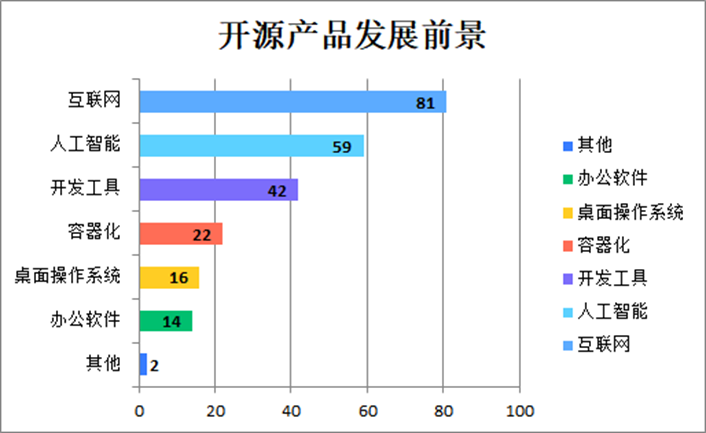 开源产品发展前景
互联网 81
人工智能 59
开发工具 42
容器化 22
桌面操作系统 16
办公软件 14
其他 2
0 20 40 60 80 100
其他
办公软件
桌面操作系统
容器化
开发工具
人工智能
互联网